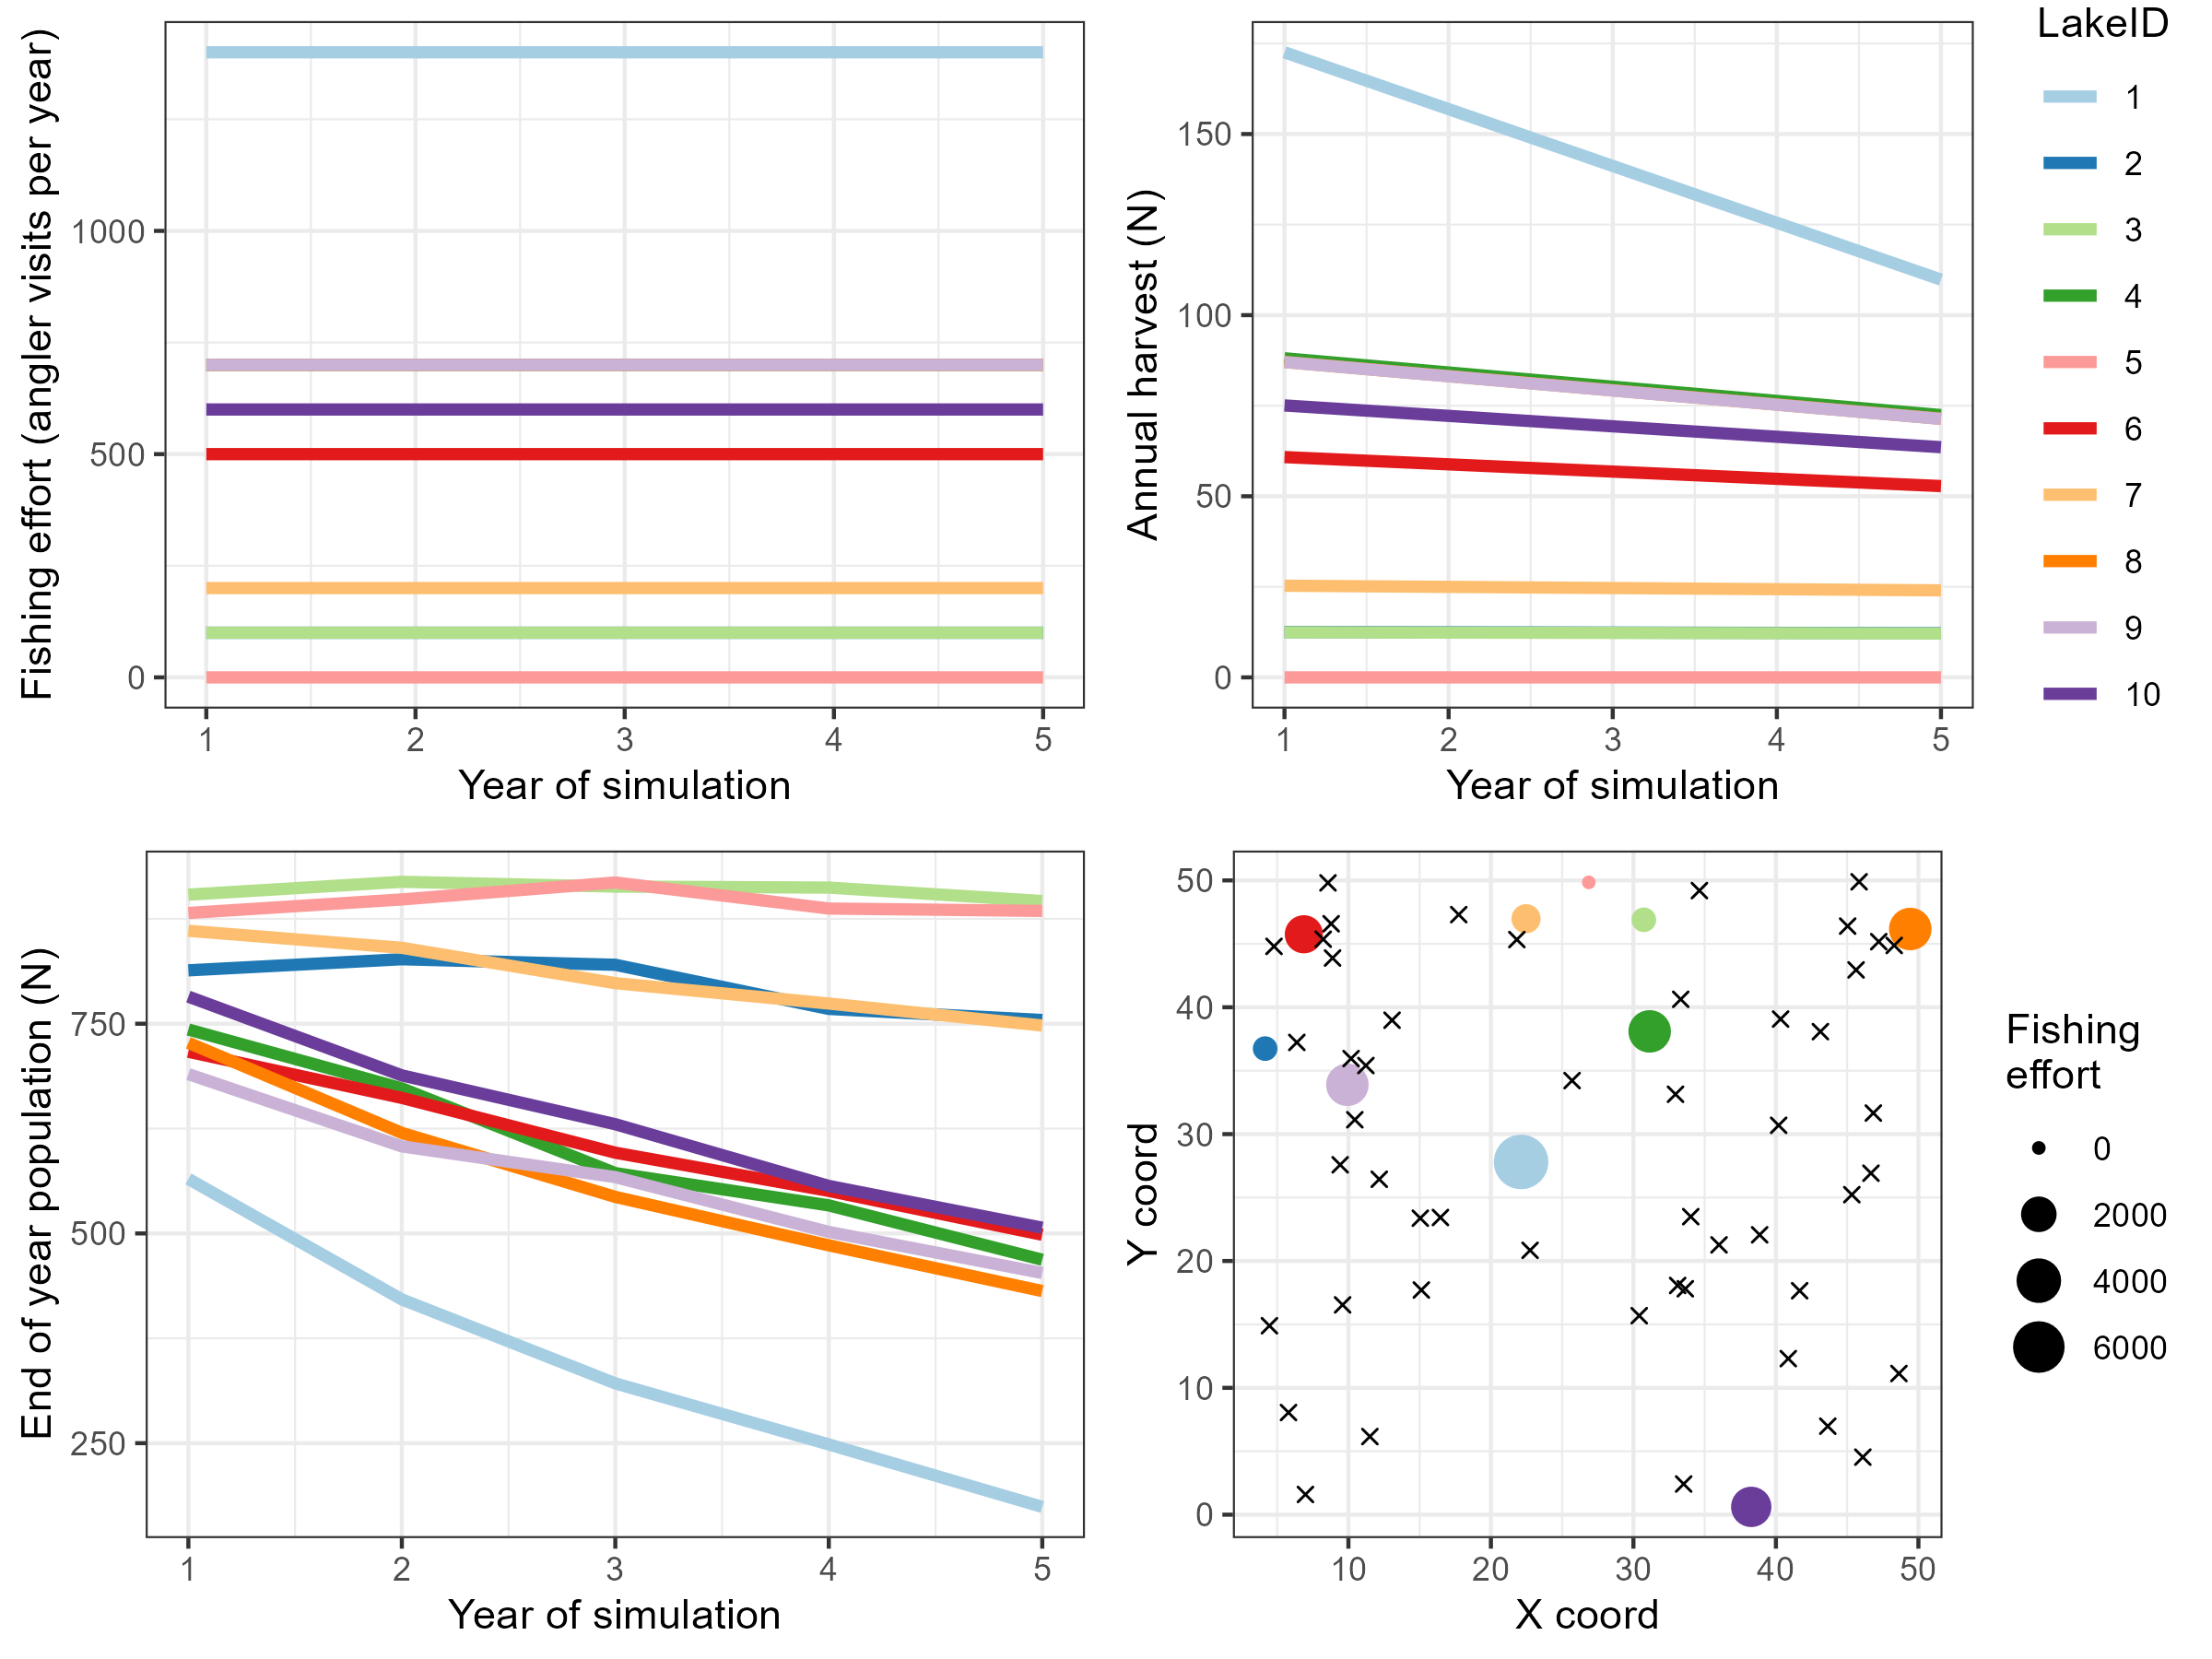 Fishing effort (angler visits per year)
1000
500
0
1 2 3 4 5
Year of simulation
Annual harvest (N)
150
100
50
0
1 2 3 4 5
Year of simulation
LakeID
1
2
3
4
5
6
7
8
9
10
End of year population (N)
750
500
250
1 2 3 4 5
Year of simulation
Y coord
50
40
30
20
10
0
10 20 30 40 50
X coord
Fishing
effort
0
2000
4000
6000